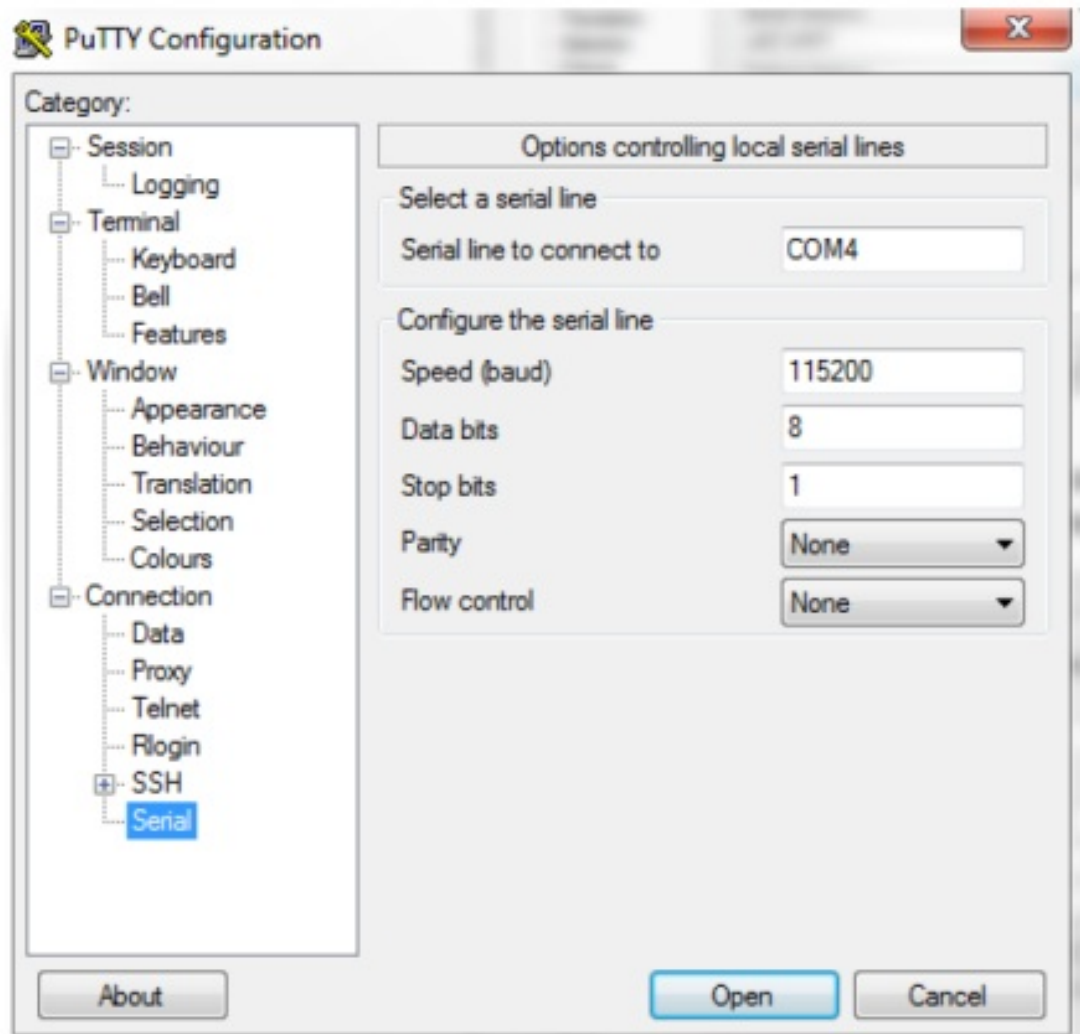 PuTTY Configuration
Category:
Session
Logging
Terminal
Keyboard
Bell
Features
Window
Appearance
Behaviour
Translation
Selection
Colours
Connection
Data
Proxy
Telnet
Rlogin
SSH
Serial
Options controlling local serial lines
Select a serial line
Serial line to connect to COM4
Configure the serial line
Speed (baud) 115200
Data bits 8
Stop bits 1
Parity None
Flow control None
About
Open
Cancel